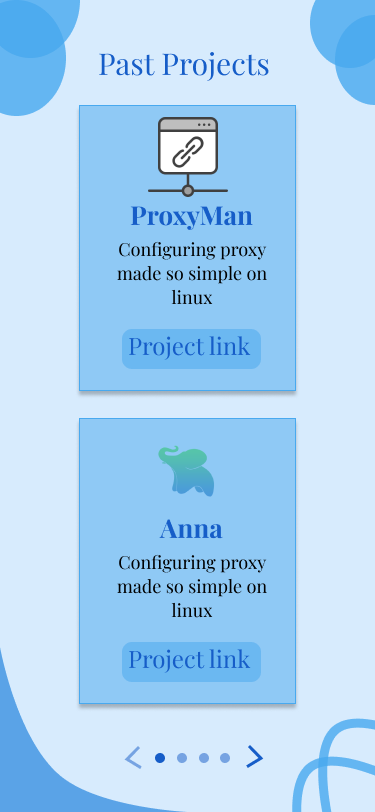 Past Projects
ProxyMan
Configuring proxy
made so simple on
linux
Project link
Anna
Configuring proxy
made so simple on
linux
Project link